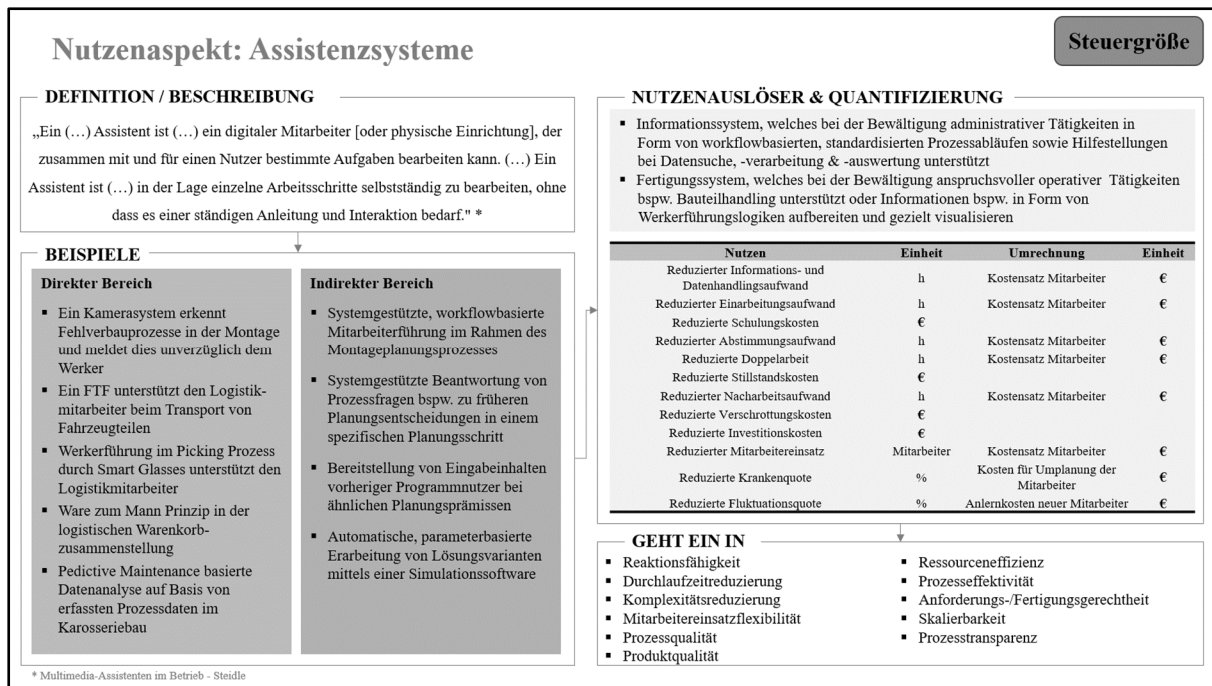 Nutzenaspekt: Assistenzsysteme
Steuergröße
DEFINITION / BESCHREIBUNG
„Ein (…) Assistent ist (…) ein digitaler Mitarbeiter [oder physische Einrichtung], der
zusammen mit und für einen Nutzer bestimmte Aufgaben bearbeiten kann. (…) Ein
Assistent ist (…) in der Lage einzelne Arbeitsschritte selbstständig zu bearbeiten, ohne
dass es einer ständigen Anleitung und Interaktion bedarf." *
BEISPIELE
Direkter Bereich
▪ Ein Kamerasystem erkennt
Fehlverbauprozesse in der Montage
und meldet dies unverzüglich dem
Werker
▪ Ein FTF unterstützt den Logistik-
mitarbeiter beim Transport von
Fahrzeugteilen
▪ Werkerführung im Picking Prozess
durch Smart Glasses unterstützt den
Logistikmitarbeiter
▪ Ware zum Mann Prinzip in der
logistischen Warenkorb-
zusammenstellung
▪ Pedictive Maintenance basierte
Datenanalyse auf Basis von
erfassten Prozessdaten im
Karosseriebau
Indirekter Bereich
▪ Systemgestützte, workflowbasierte
Mitarbeiterführung im Rahmen des
Montageplanungsprozesses
▪ Systemgestützte Beantwortung von
Prozessfragen bspw. zu früheren
Planungsentscheidungen in einem
spezifischen Planungsschritt
▪ Bereitstellung von Eingabeinhalten
vorheriger Programmnutzer bei
ähnlichen Planungsprämissen
▪ Automatische, parameterbasierte
Erarbeitung von Lösungsvarianten
mittels einer Simulationssoftware
NUTZENAUSLÖSER & QUANTIFIZIERUNG
▪ Informationssystem, welches bei der Bewältigung administrativer Tätigkeiten in
Form von workflowbasierten, standardisierten Prozessabläufen sowie Hilfestellungen
bei Datensuche, -verarbeitung & -auswertung unterstützt
▪ Fertigungssystem, welches bei der Bewältigung anspruchsvoller operativer Tätigkeiten
bspw. Bauteilhandling unterstützt oder Informationen bspw. in Form von
Werkerführungslogiken aufbereiten und gezielt visualisieren
Nutzen Einheit Umrechnung Einheit
Reduzierter Informations- und
Datenhandlingsaufwand h Kostensatz Mitarbeiter €
Reduzierter Einarbeitungsaufwand h Kostensatz Mitarbeiter €
Reduzierte Schulungskosten €
Reduzierter Abstimmungsaufwand h Kostensatz Mitarbeiter €
Reduzierte Doppelarbeit h Kostensatz Mitarbeiter €
Reduzierte Stillstandskosten €
Reduzierter Nacharbeitsaufwand h Kostensatz Mitarbeiter €
Reduzierte Verschrottungskosten €
Reduzierte Investitionskosten €
Reduzierter Mitarbeitereinsatz Mitarbeiter Kostensatz Mitarbeiter €
Reduzierte Krankenquote % Kosten für Umplanung der
Mitarbeiter €
Reduzierte Fluktuationsquote % Anlernkosten neuer Mitarbeiter €
GEHT EIN IN
▪ Reaktionsfähigkeit
▪ Durchlaufzeitreduzierung
▪ Komplexitätsreduzierung
▪ Mitarbeitereinsatzflexibilität
▪ Prozessqualität
▪ Produktqualität
▪ Ressourceneffizienz
▪ Prozesseffektivität
▪ Anforderungs-/Fertigungsgerechtheit
▪ Skalierbarkeit
▪ Prozesstransparenz
* Multimedia-Assistenten im Betrieb - Steidle